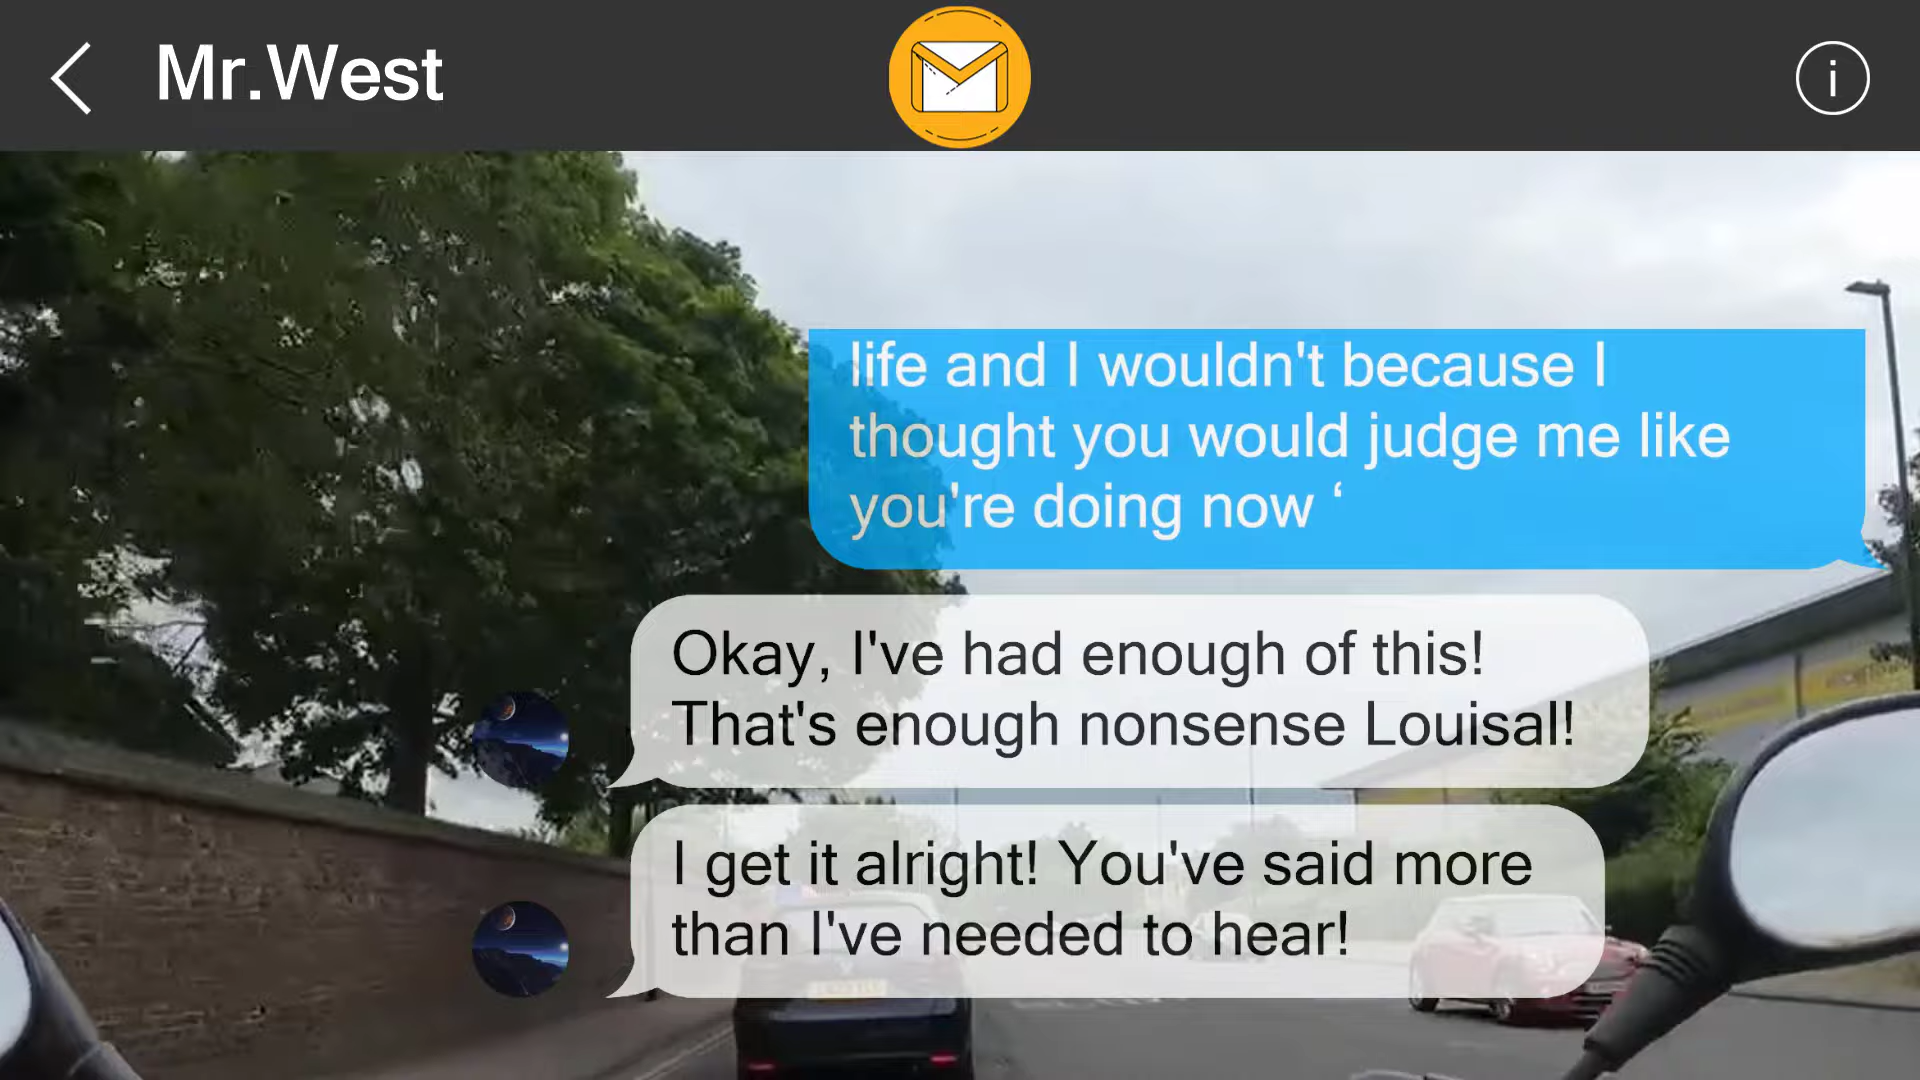 Mr.West
i
life and I wouldn't because I
thought you would judge me like
you're doing now ‘
Okay, I've had enough of this!
That's enough nonsense Louisal!
I get it alright! You've said more
than I've needed to hear!